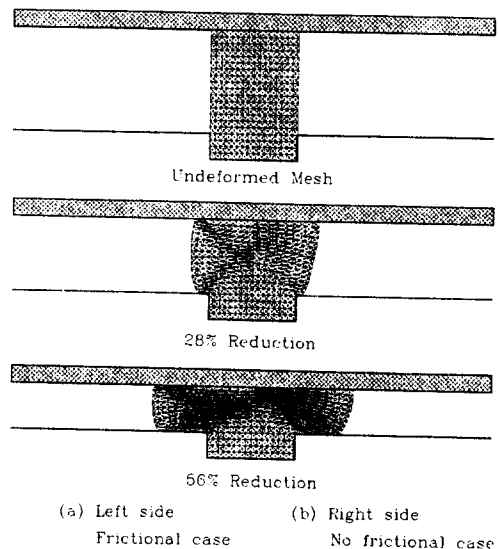 Undeformed Mesh
28% Reduction
56% Reduction
(a) Left side
Frictional case
(b) Right side
No frictional case